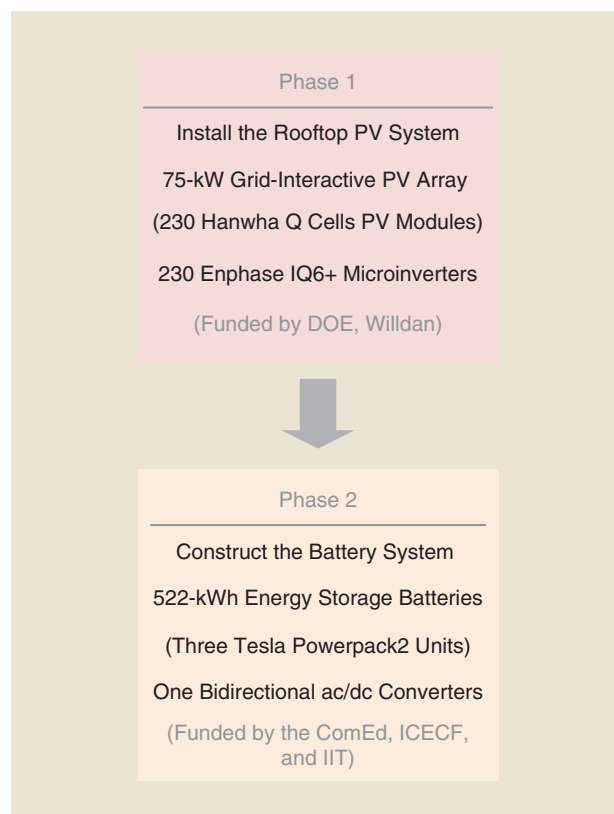 Phase 1
Install the Rooftop PV System
75-kW Grid-Interactive PV Array
(230 Hanwha Q Cells PV Modules)
230 Enphase IQ6+ Microinverters
(Funded by DOE, Willdan)
Phase 2
Construct the Battery System
522-kWh Energy Storage Batteries
(Three Tesla Powerpack2 Units)
One Bidirectional ac/dc Converters
(Funded by the ComEd, ICECF,
and IIT)